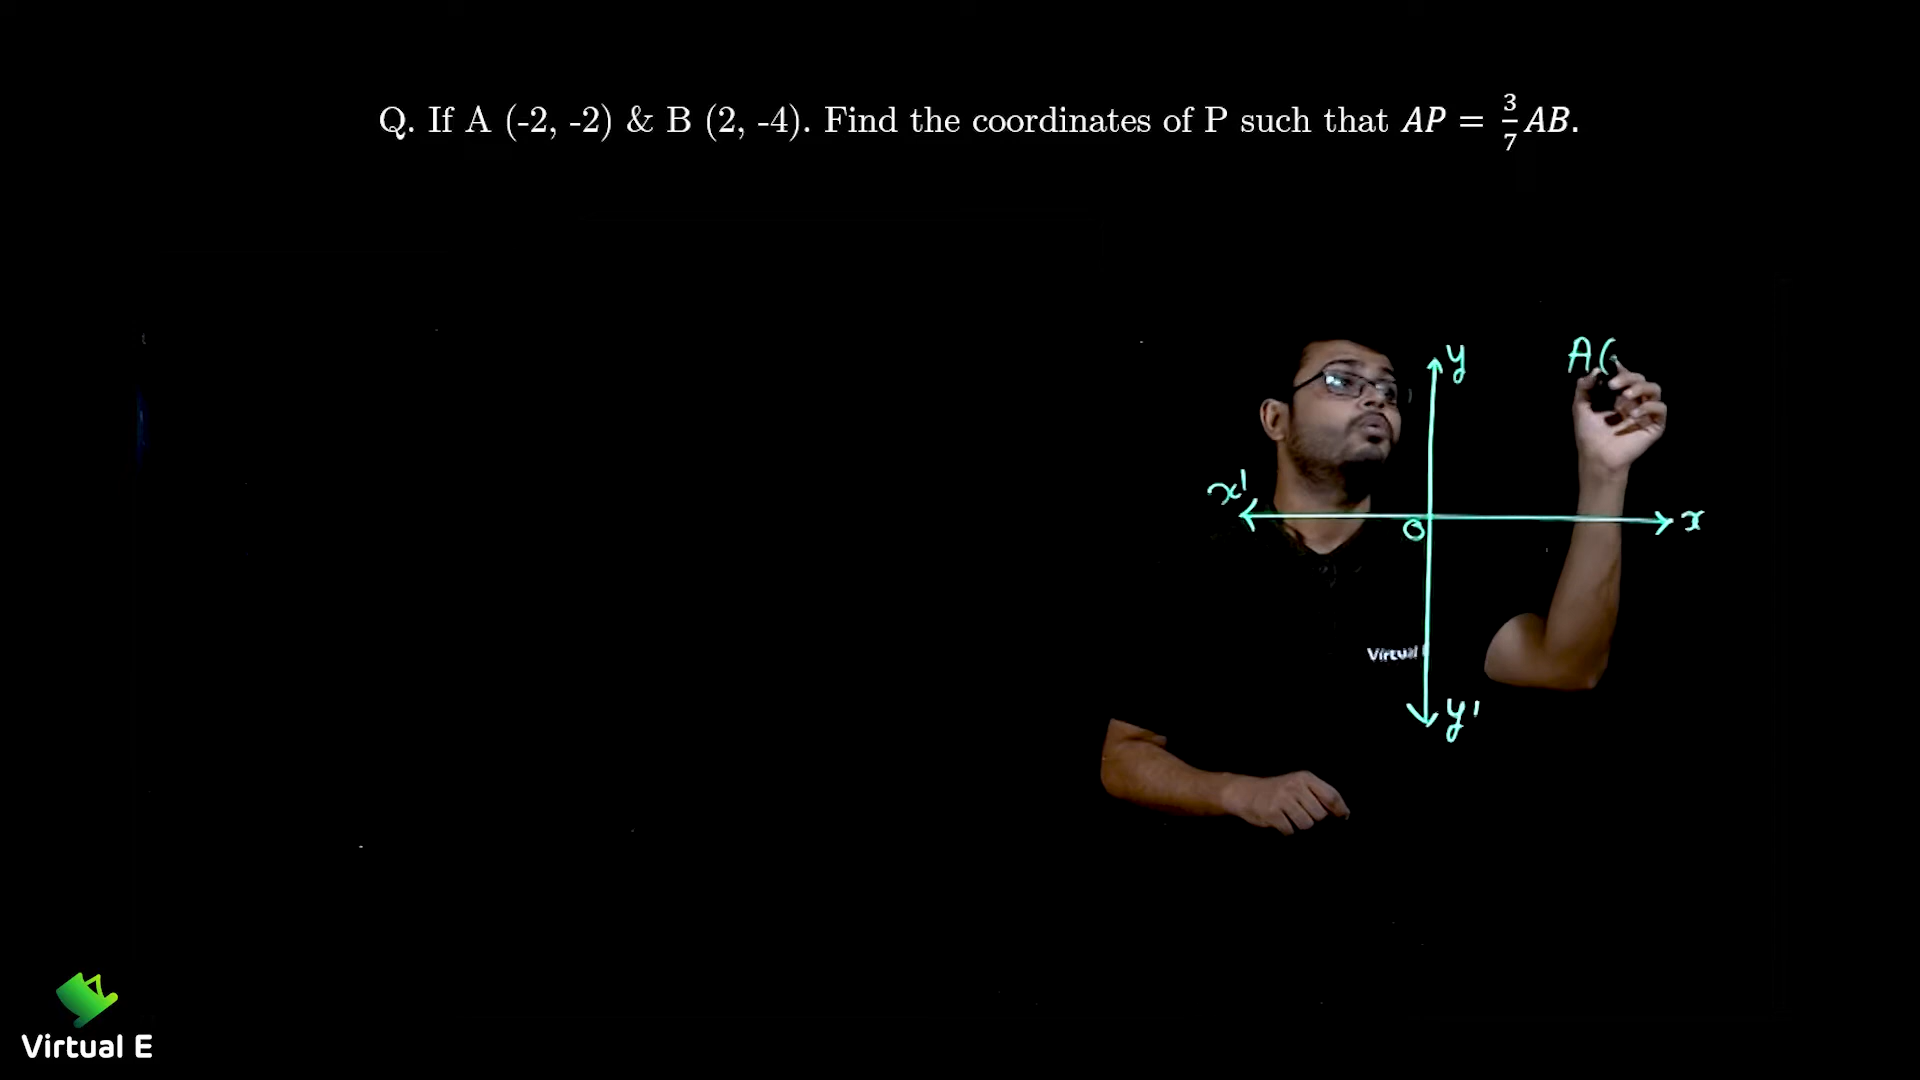 Q. If A (-2, -2) & B (2, -4). Find the coordinates of P such that AP = 3/7 AB.
y
A(
x'
O
x
Virtual
y'
Virtual E